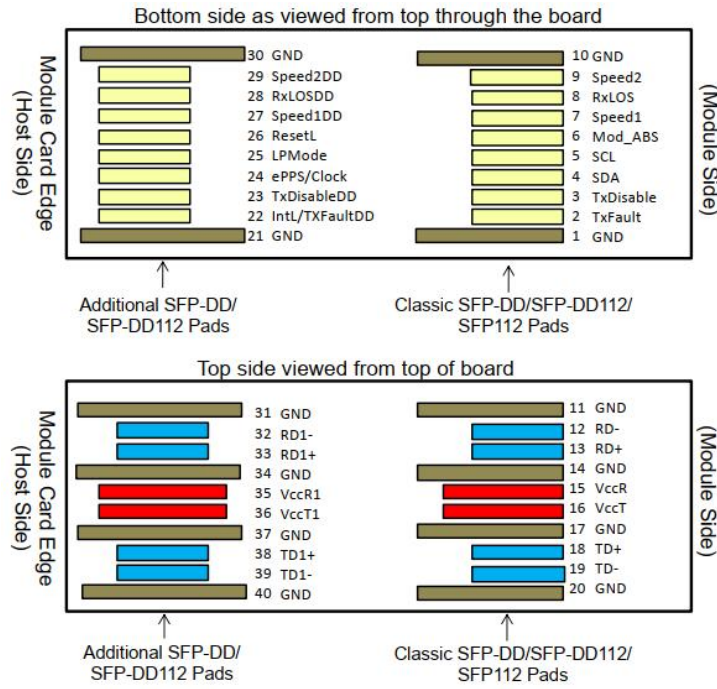 Bottom side as viewed from top through the board
Module Card Edge
(Host Side)
30 GND
29 Speed2DD
28 RxLOSDD
27 Speed1DD
26 ResetL
25 LPMode
24 ePPS/Clock
23 TxDisableDD
22 IntL/TXFaultDD
21 GND
10 GND
9 Speed2
8 RxLOS
7 Speed1
6 Mod_ABS
5 SCL
4 SDA
3 TxDisable
2 TxFault
1 GND
(Module Side)
Additional SFP-DD/
SFP-DD112 Pads
Classic SFP-DD/SFP-DD112/
SFP112 Pads
Top side viewed from top of board
Module Card Edge
(Host Side)
31 GND
32 RD1-
33 RD1+
34 GND
35 VccR1
36 VccT1
37 GND
38 TD1+
39 TD1-
40 GND
11 GND
12 RD-
13 RD+
14 GND
15 VccR
16 VccT
17 GND
18 TD+
19 TD-
20 GND
(Module Side)
Additional SFP-DD/
SFP-DD112 Pads
Classic SFP-DD/SFP-DD112/
SFP112 Pads